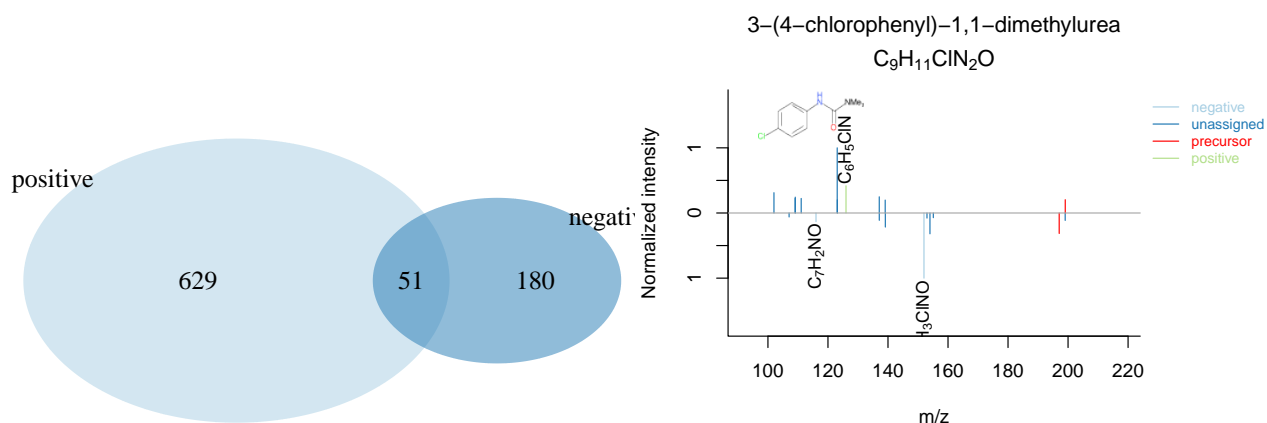 positive
negati
629
51
180
3−(4−chlorophenyl)−1,1−dimethylurea
C₉H₁₁ClN₂O
negative
unassigned
precursor
positive
H
N
NMe₂
O
Cl
C₆H₅ClN
C₇H₂NO
H₃ClNO
Normalized intensity
1
0
1
100 120 140 160 180 200 220
m/z